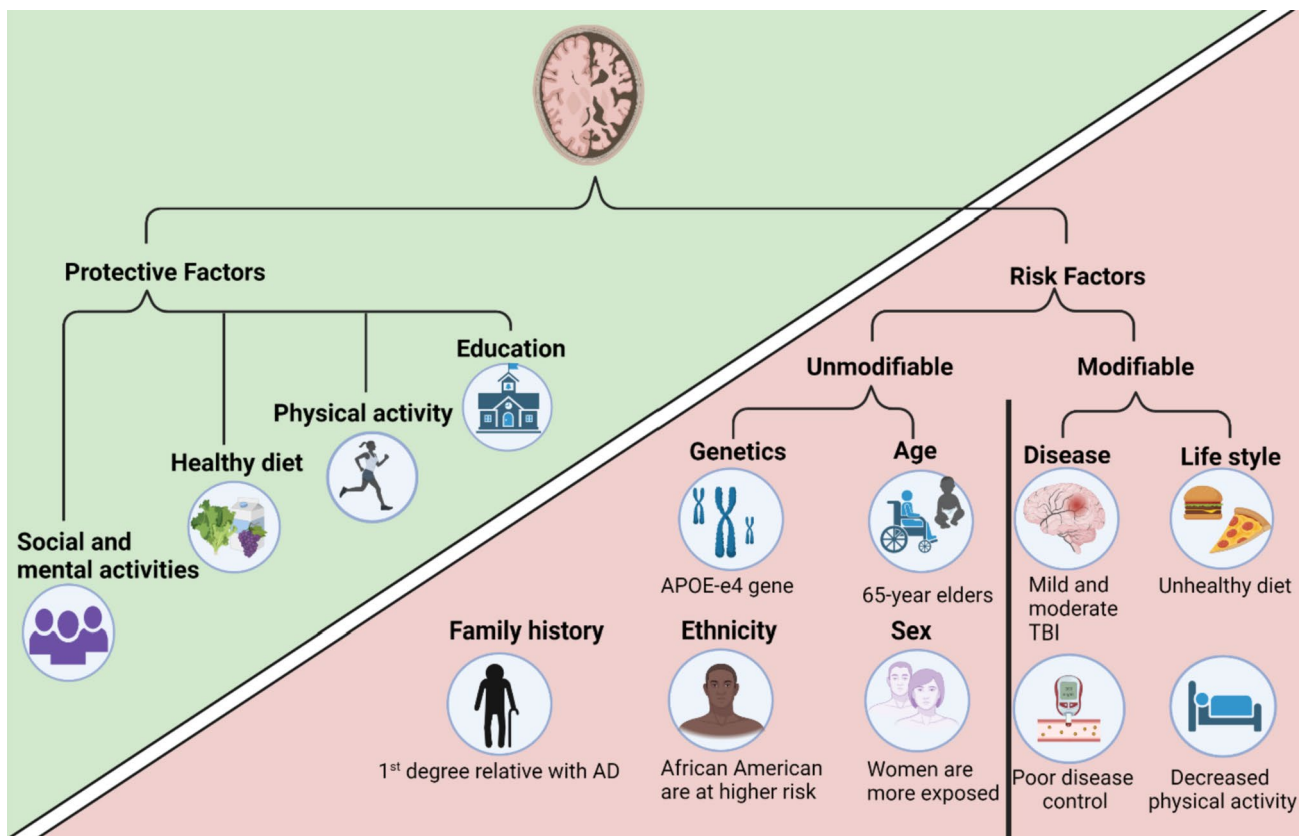 Protective Factors
Education
Physical activity
Healthy diet
Social and
mental activities
Risk Factors
Unmodifiable
Modifiable
Genetics
APOE-e4 gene
Age
65-year elders
Family history
1st degree relative with AD
Ethnicity
African American
are at higher risk
Sex
Women are
more exposed
Disease
Mild and
moderate
TBI
Poor disease
control
Life style
Unhealthy diet
Decreased
physical activity